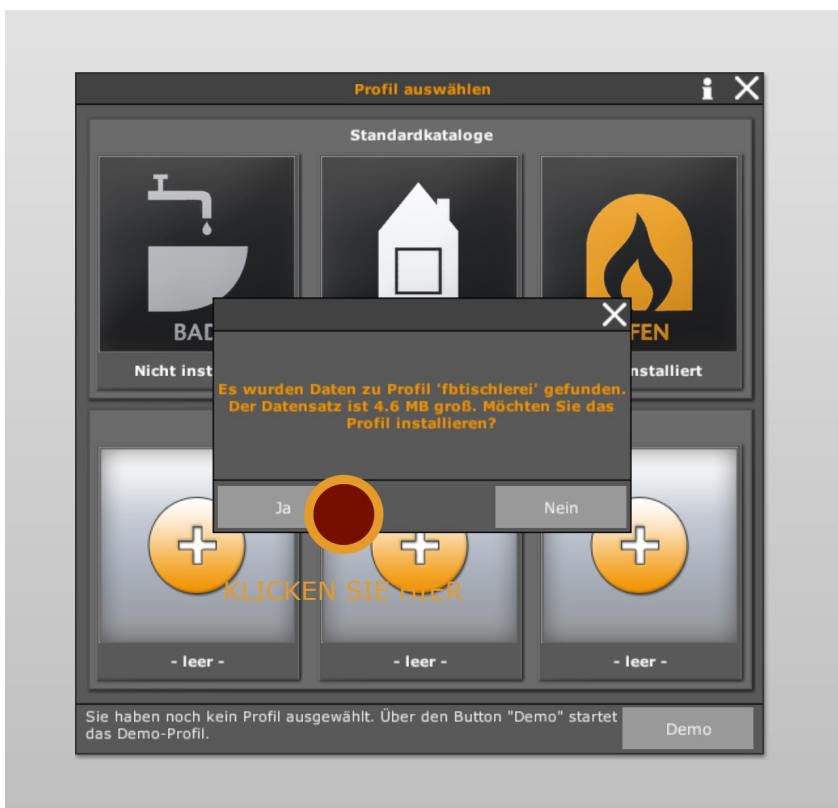 Profil auswählen
Standardkataloge
BAD
FEN
Nicht inst
nstalliert
Es wurden Daten zu Profil 'fbtischlerei' gefunden.
Der Datensatz ist 4.6 MB groß. Möchten Sie das
Profil installieren?
Ja
Nein
KLICKEN SIE HIER
- leer -
- leer -
- leer -
Sie haben noch kein Profil ausgewählt. Über den Button "Demo" startet
das Demo-Profil.
Demo